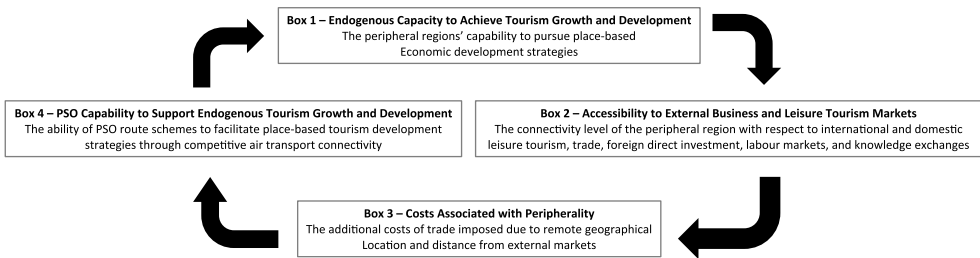 Box 1 – Endogenous Capacity to Achieve Tourism Growth and Development
The peripheral regions' capability to pursue place-based
Economic development strategies
Box 2 – Accessibility to External Business and Leisure Tourism Markets
The connectivity level of the peripheral region with respect to international and domestic
leisure tourism, trade, foreign direct investment, labour markets, and knowledge exchanges
Box 3 – Costs Associated with Peripherality
The additional costs of trade imposed due to remote geographical
Location and distance from external markets
Box 4 – PSO Capability to Support Endogenous Tourism Growth and Development
The ability of PSO route schemes to facilitate place-based tourism development
strategies through competitive air transport connectivity